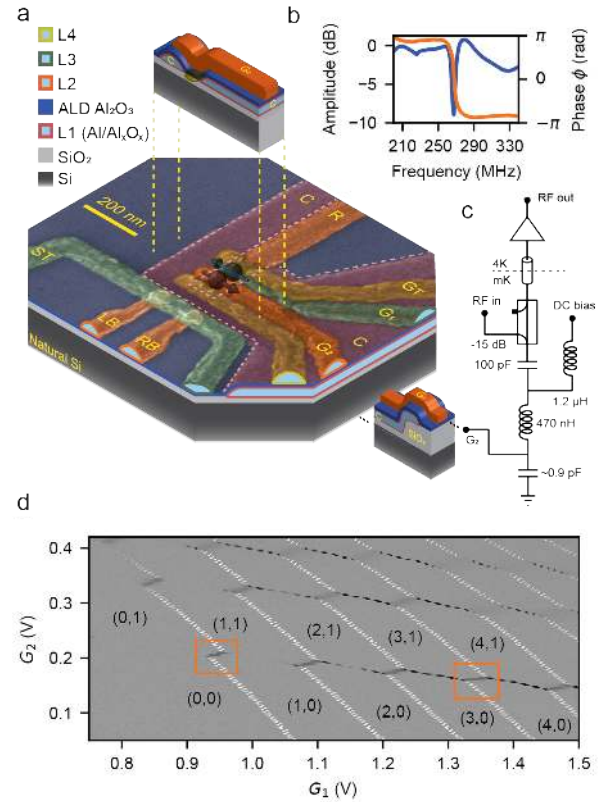 a
L4
L3
L2
ALD Al₂O₃
L1 (Al/AlₓOₓ)
SiO₂
Si
b
Amplitude (dB)
0
−5
−10
π
0
−π
Phase ϕ (rad)
210
270
330
Frequency (MHz)
200 nm
ST
LB
RB
C
R
G₂
C
Natural Si
G₂
c
RF out
4K
mK
RF in
-15 dB
DC bias
100 pF
1.2 μH
470 nH
~0.9 pF
d
G₂ (V)
0.4
0.3
0.2
0.1
(0,1)
(1,1)
(2,1)
(3,1)
(4,1)
(0,0)
(1,0)
(2,0)
(3,0)
(4,0)
0.8
0.9
1.0
1.1
1.2
1.3
1.4
1.5
G₁ (V)